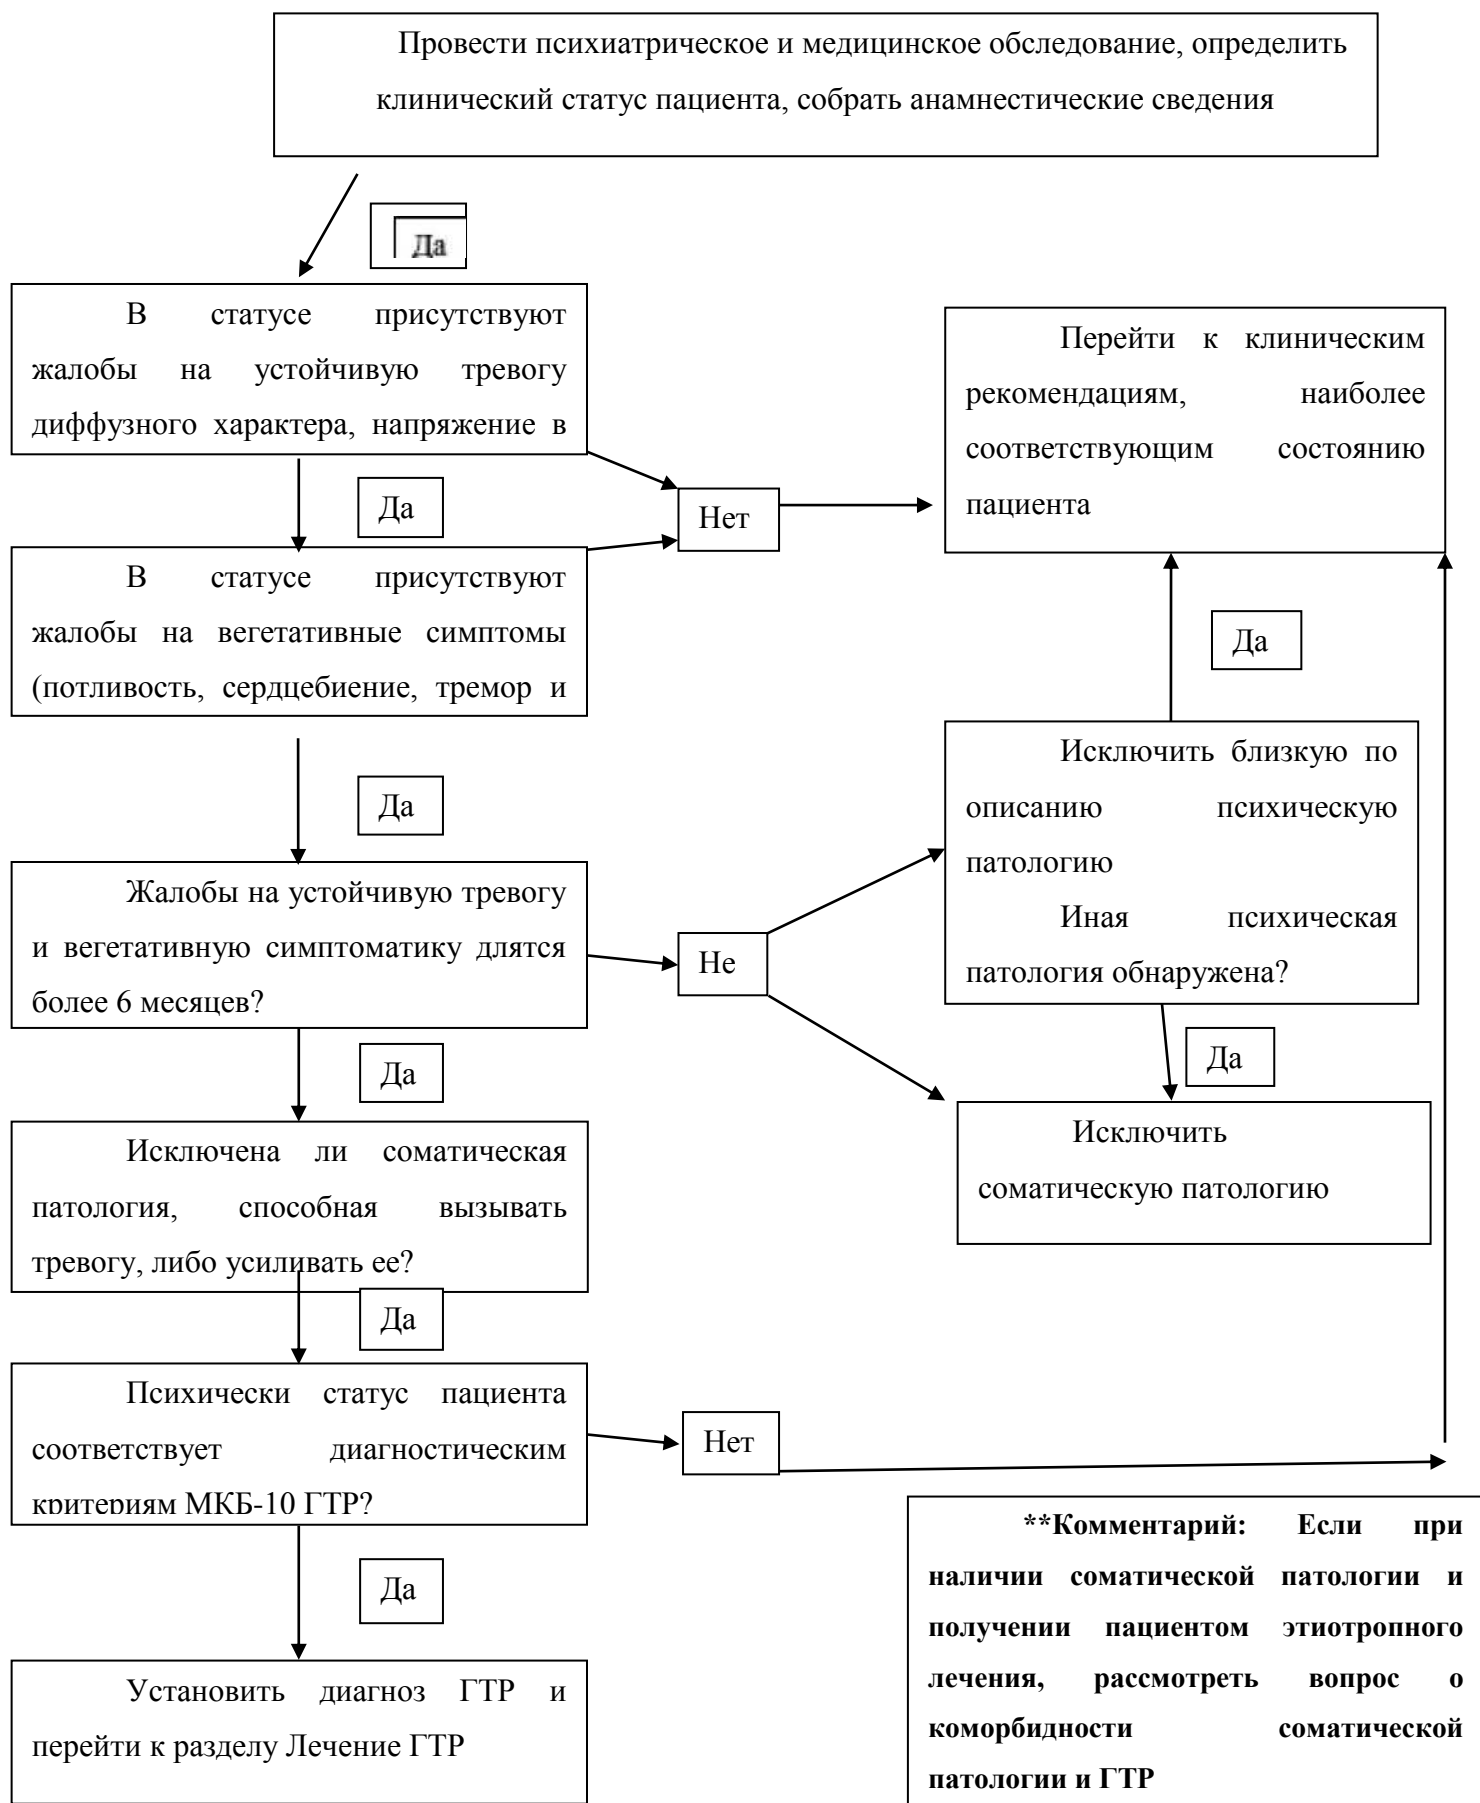 Провести психиатрическое и медицинское обследование, определить
клинический статус пациента, собрать анамнестические сведения
Да
В статусе присутствуют
жалобы на устойчивую тревогу
диффузного характера, напряжение в
Да
Нет
Перейти к клиническим
рекомендациям, наиболее
соответствующим состоянию
пациента
В статусе присутствуют
жалобы на вегетативные симптомы
(потливость, сердцебиение, тремор и
Да
Да
Исключить близкую по
описанию психическую
патологию
Иная психическая
патология обнаружена?
Жалобы на устойчивую тревогу
и вегетативную симптоматику длятся
более 6 месяцев?
Не
Да
Да
Исключить
соматическую патологию
Исключена ли соматическая
патология, способная вызывать
тревогу, либо усиливать ее?
Да
Психически статус пациента
соответствует диагностическим
критериям МКБ-10 ГТР?
Нет
Да
Установить диагноз ГТР и
перейти к разделу Лечение ГТР
**Комментарий: Если при
наличии соматической патологии и
получении пациентом этиотропного
лечения, рассмотреть вопрос о
коморбидности соматической
патологии и ГТР